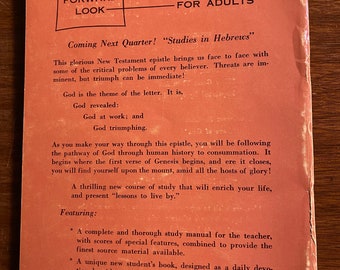 FORWARD
LOOK
FOR ADULTS
Coming Next Quarter! "Studies in Hebrews"
This glorious New Testament epistle brings us face to face with
some of the critical problems of every believer. Threats are im-
minent, but triumph can be immediate!
God is the theme of the letter. It is,
God revealed:
God at work; and
God triumphing.
As you make your way through this epistle, you will be following
the pathway of God through human history to consummation. It
begins where the first verse of Genesis begins, and ere it closes,
you will find yourself upon the mount, amid all the hosts of glory!
A thrilling new course of study that will enrich your life,
and present "lessons to live by."
Featuring:
* A complete and thorough study manual for the teacher,
with scores of special features, combined to provide the
finest source material available.
* A unique new student's book, designed as a daily devo-